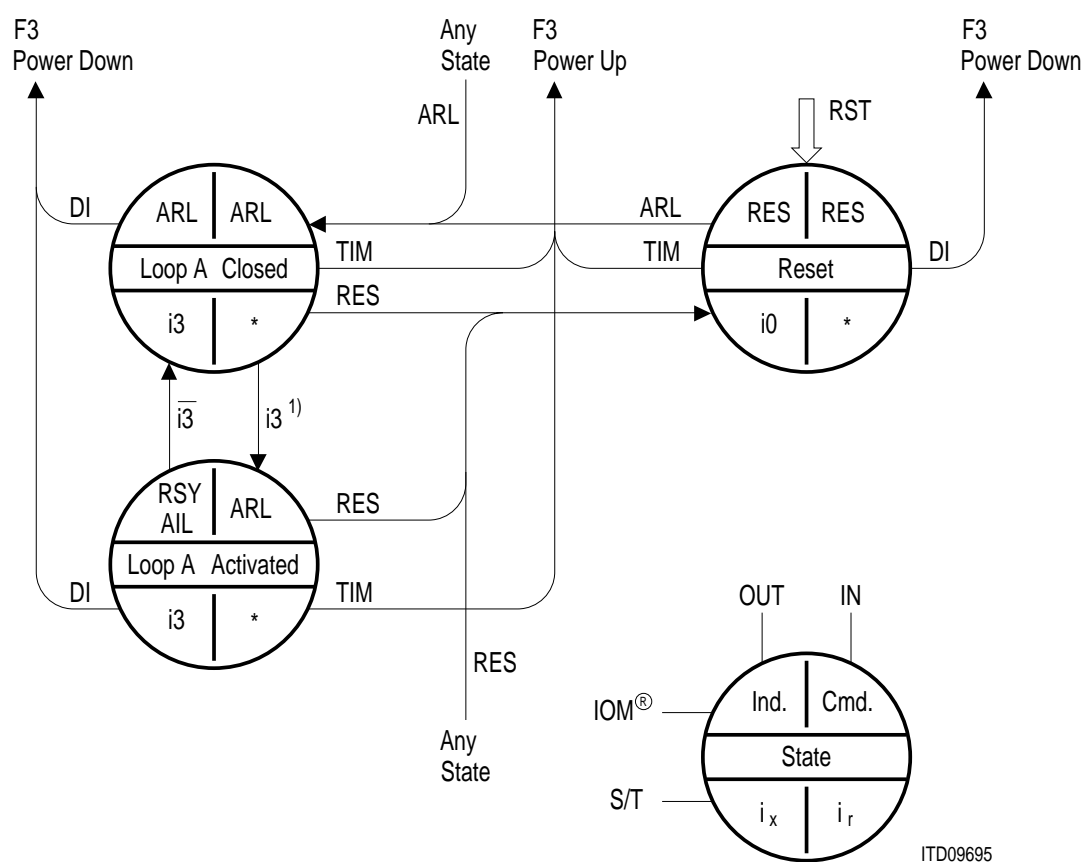 F3
Power Down
Any
State
F3
Power Up
F3
Power Down
ARL
RST
DI
ARL
ARL
ARL
RES
RES
TIM
TIM
Loop A Closed
Reset
DI
RES
i3
*
i0
*
i3̅
i3 1)
RSY
AIL
ARL
RES
Loop A Activated
DI
TIM
i3
*
OUT
IN
RES
IOM®
Ind.
Cmd.
Any
State
State
S/T
i x
i r
ITD09695